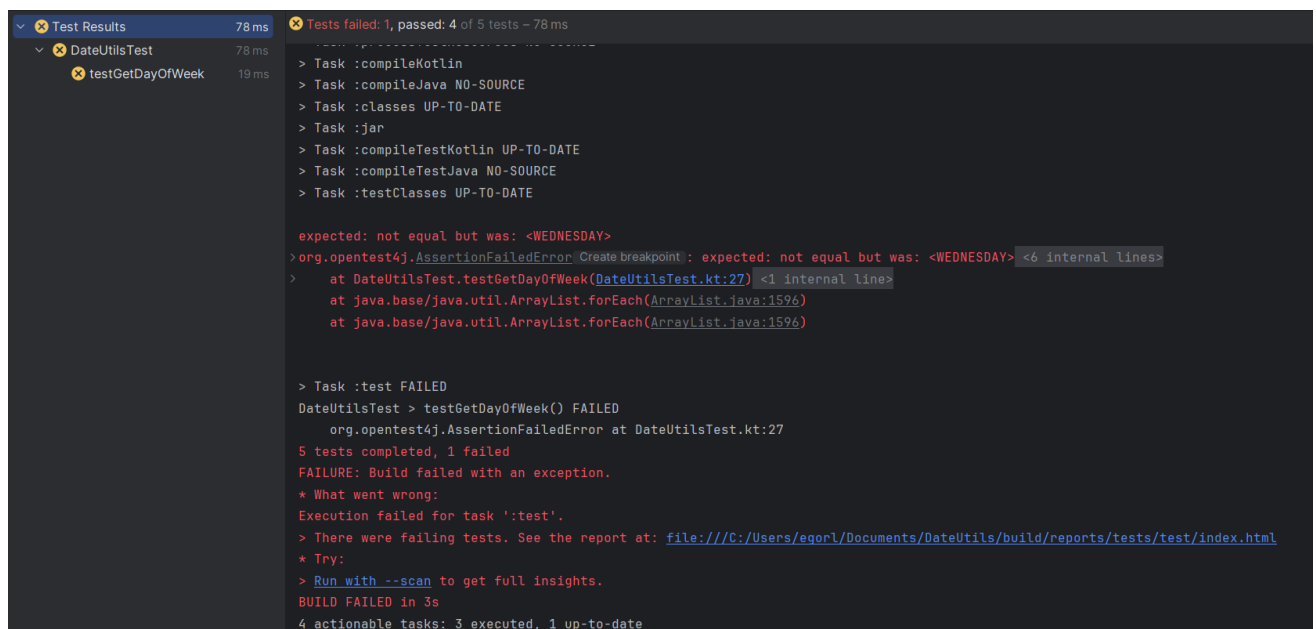 Test Results 78 ms
DateUtilsTest 78 ms
testGetDayOfWeek 19 ms
Tests failed: 1, passed: 4 of 5 tests – 78 ms
> Task :compileKotlin
> Task :compileJava NO-SOURCE
> Task :classes UP-TO-DATE
> Task :jar
> Task :compileTestKotlin UP-TO-DATE
> Task :compileTestJava NO-SOURCE
> Task :testClasses UP-TO-DATE
expected: not equal but was: <WEDNESDAY>
org.opentest4j.AssertionFailedError Create breakpoint : expected: not equal but was: <WEDNESDAY> <6 internal lines>
at DateUtilsTest.testGetDayOfWeek(DateUtilsTest.kt:27) <1 internal line>
at java.base/java.util.ArrayList.forEach(ArrayList.java:1596)
at java.base/java.util.ArrayList.forEach(ArrayList.java:1596)
> Task :test FAILED
DateUtilsTest > testGetDayOfWeek() FAILED
org.opentest4j.AssertionFailedError at DateUtilsTest.kt:27
5 tests completed, 1 failed
FAILURE: Build failed with an exception.
* What went wrong:
Execution failed for task ':test'.
> There were failing tests. See the report at: file:///C:/Users/egorl/Documents/DateUtils/build/reports/tests/test/index.html
* Try:
> Run with --scan to get full insights.
BUILD FAILED in 3s
4 actionable tasks: 3 executed, 1 up-to-date